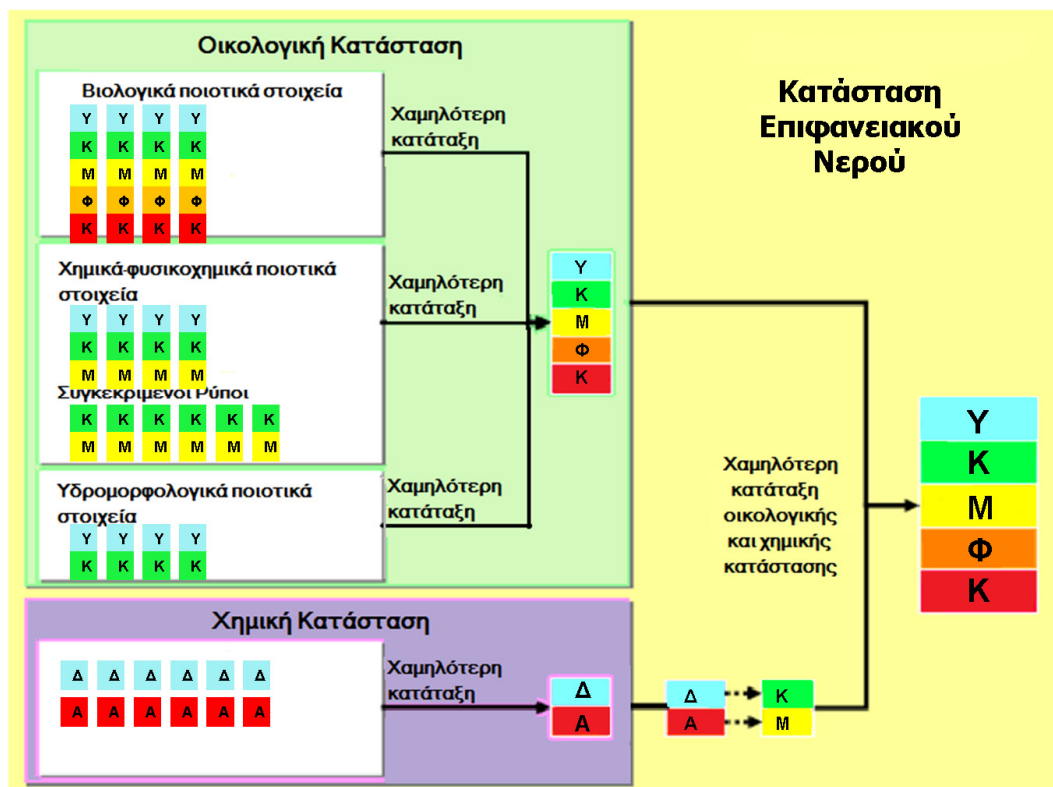 Οικολογική Κατάσταση
Βιολογικά ποιοτικά στοιχεία
Υ Υ Υ Υ
Κ Κ Κ Κ
Μ Μ Μ Μ
Φ Φ Φ Φ
Κ Κ Κ Κ
Χαμηλότερη
κατάταξη
Κατάσταση
Επιφανειακού
Νερού
Χημικά-φυσικοχημικά ποιοτικά
στοιχεία
Υ Υ Υ Υ
Κ Κ Κ Κ
Μ Μ Μ Μ
Συγκεκριμένοι Ρύποι
Κ Κ Κ Κ Κ Κ
Μ Μ Μ Μ Μ Μ
Χαμηλότερη
κατάταξη
Υ
Κ
Μ
Φ
Κ
Υδρομορφολογικά ποιοτικά
στοιχεία
Υ Υ Υ Υ
Κ Κ Κ Κ
Χαμηλότερη
κατάταξη
Χαμηλότερη
κατάταξη
οικολογικής
και χημικής
κατάστασης
Υ
Κ
Μ
Φ
Κ
Χημική Κατάσταση
Δ Δ Δ Δ Δ Δ
Α Α Α Α Α Α
Χαμηλότερη
κατάταξη
Δ
Α
Δ Κ
Α Μ